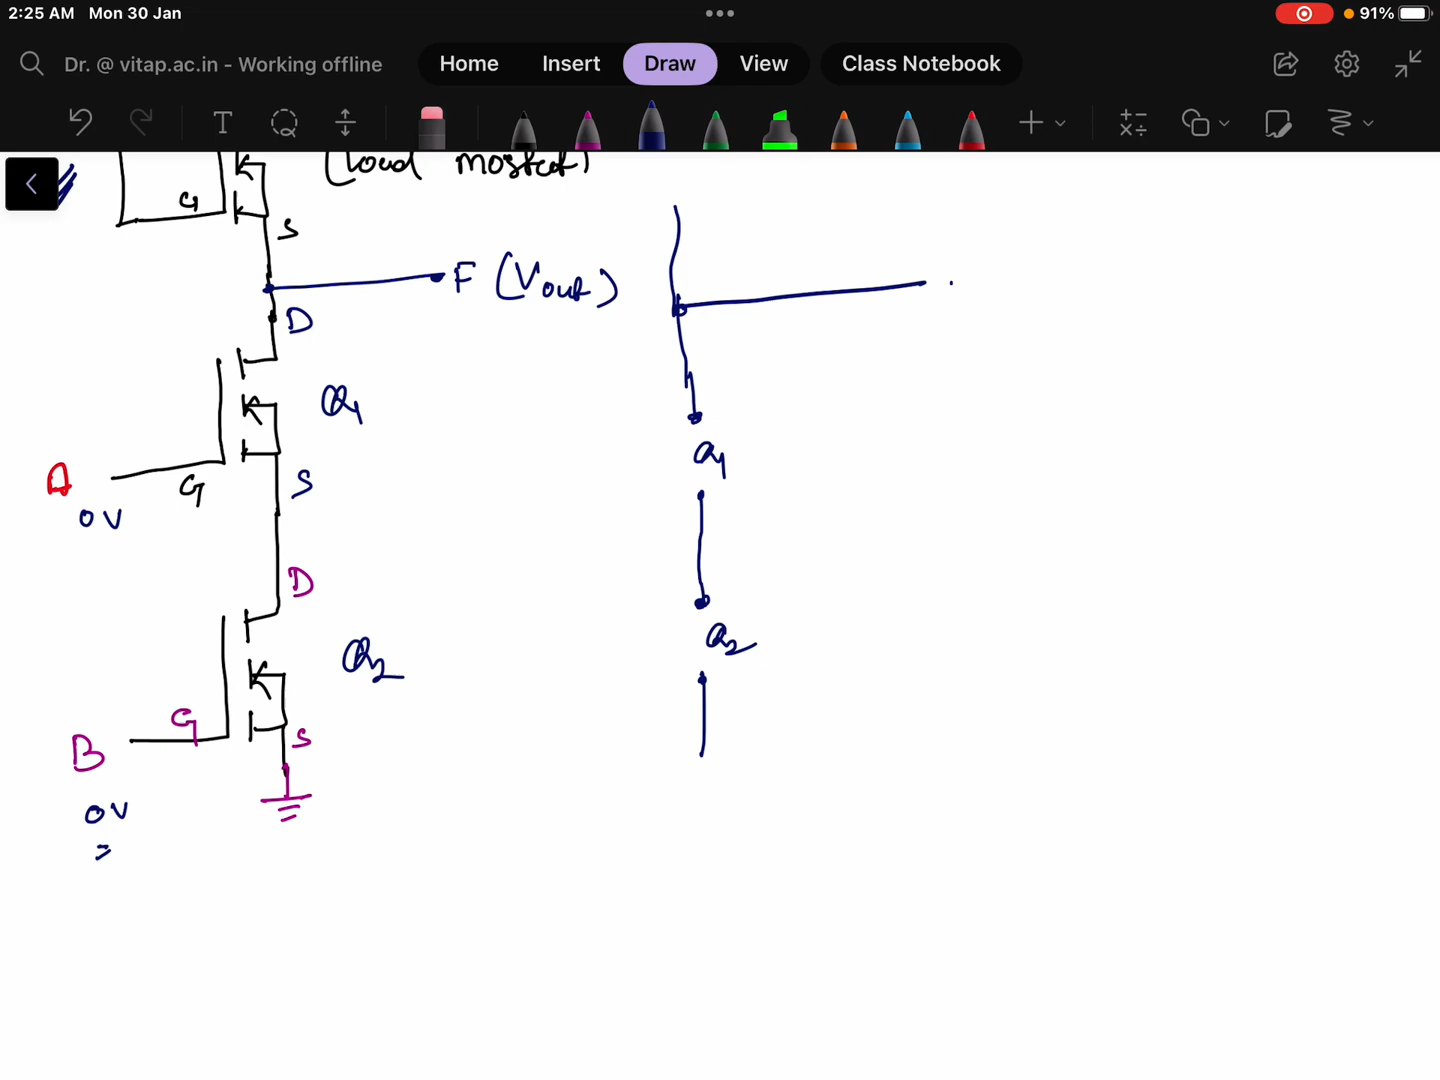 2:25 AM Mon 30 Jan
91%
Dr. @ vitap.ac.in - Working offline
Home Insert Draw View Class Notebook
T
(load mosfet)
G
S
F (Vout)
D
Q1
A
G
S
0V
Q1
D
Q2
Q2
G
B
S
0V
=